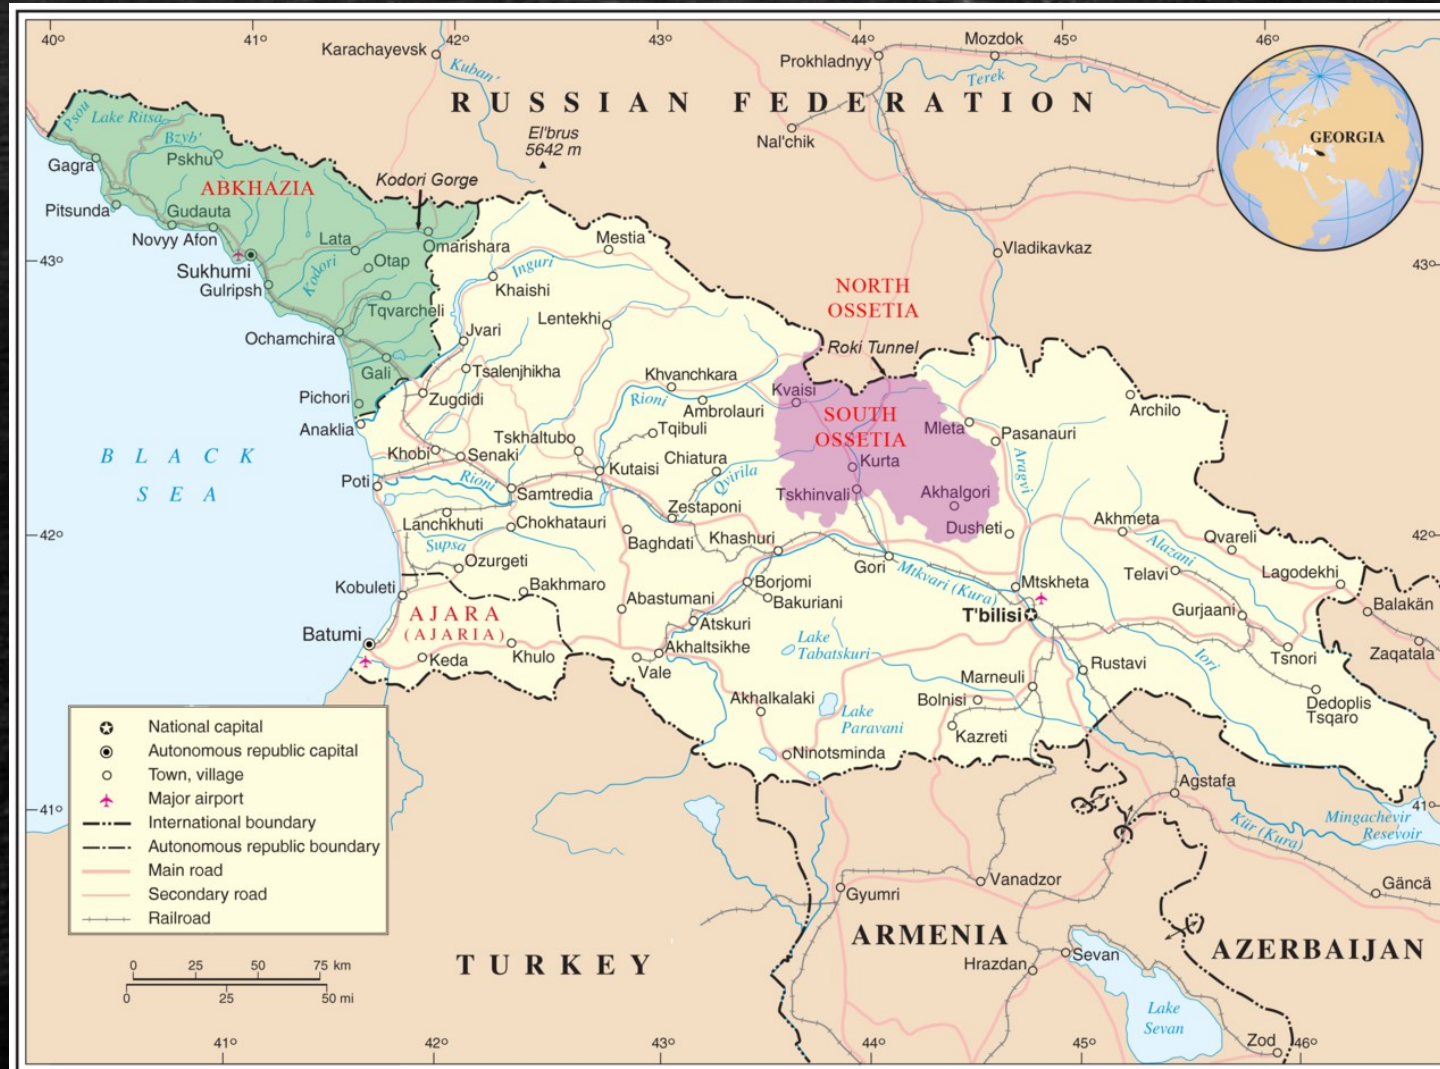 40°
41°
42°
43°
44°
45°
46°
Karachayevsk
Kuban'
Prokhladnyy
Mozdok
Terek
RUSSIAN FEDERATION
El'brus
5642 m
Nal'chik
GEORGIA
Psou
Lake Ritsa
Bzyb'
Pskhu
Gagra
ABKHAZIA
Kodori Gorge
Pitsunda
Gudauta
Novyy Afon
Lata
Omarishara
Mestia
Vladikavkaz
43°
43°
Sukhumi
Kodori
Otap
Inguri
Gulripsh
Khaishi
NORTH
OSSETIA
Tqvarcheli
Lentekhi
Ochamchira
Jvari
Roki Tunnel
Gali
Tsalenjhikha
Khvanchkara
Kvaisi
Pichori
Zugdidi
Rioni
Ambrolauri
SOUTH
OSSETIA
Archilo
Anaklia
Tqibuli
Mleta
Pasanauri
BLACK
SEA
Khobi
Senaki
Tskhaltubo
Chiatura
Kurta
Aragvi
Poti
Rioni
Kutaisi
Qvirila
Samtredia
Tskhinvali
Akhalgori
Lanchkhuti
Chokhatauri
Zestaponi
Dusheti
Akhmeta
42°
42°
Supsa
Baghdati
Khashuri
Alazani
Qvareli
Ozurgeti
Gori
Mtkvari (Kura)
Telavi
Lagodekhi
Kobuleti
Bakhmaro
Borjomi
Mtskheta
Abastumani
Bakuriani
Balakän
AJARA
(AJARIA)
T'bilisi
Gurjaani
Batumi
Atskuri
Lake
Tabatskuri
Zaqatala
Keda
Khulo
Akhaltsikhe
Iori
Tsnori
Vale
Rustavi
Marneuli
Akhalkalaki
Bolnisi
Dedoplis
Tsqaro
Lake
Paravani
Kazreti
Ninotsminda
National capital
Autonomous republic capital
Town, village
Major airport
International boundary
Autonomous republic boundary
Main road
Secondary road
Railroad
Agstafa
41°
41°
Mingachevir
Resevoir
Kür (Kura)
Gäncä
Vanadzor
Gyumri
TURKEY
ARMENIA
AZERBAIJAN
Hrazdan
Sevan
Lake
Sevan
Zod
0 25 50 75 km
0 25 50 mi
41°
42°
43°
44°
45°
46°